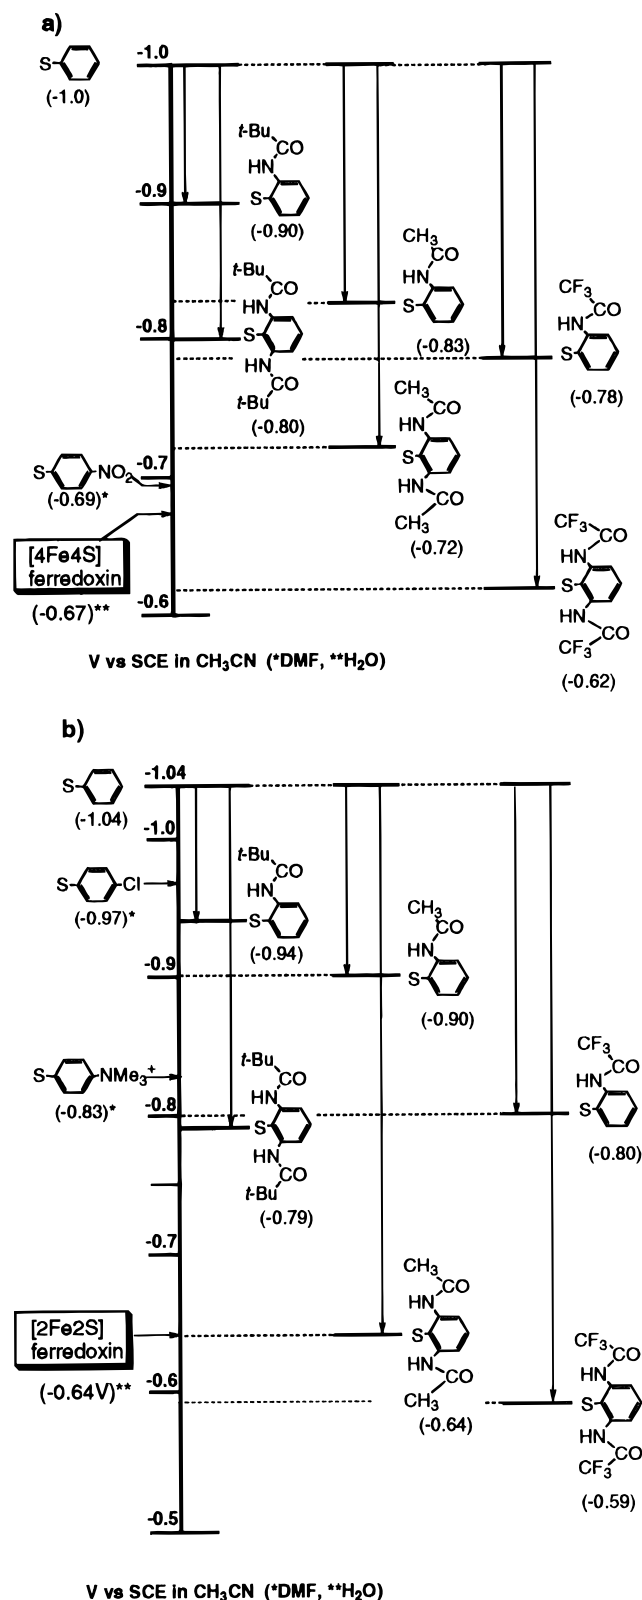 a)
-1.0
S
(-1.0)
t-Bu
CO
HN
-0.9
S
(-0.90)
CH3
CO
HN
S
(-0.83)
t-Bu
CO
HN
-0.8
S
HN
CO
t-Bu
(-0.80)
CF3
CO
HN
S
(-0.78)
CH3
CO
HN
S
HN
CO
CH3
(-0.72)
-0.7
S
NO2
(-0.69)*
[4Fe4S]
ferredoxin
(-0.67)**
-0.6
CF3
CO
HN
S
HN
CO
CF3
(-0.62)
V vs SCE in CH3CN (*DMF, **H2O)
b)
-1.04
S
(-1.04)
-1.0
S
Cl
(-0.97)*
t-Bu
CO
HN
S
(-0.94)
CH3
CO
HN
-0.9
S
(-0.90)
S
NMe3+
(-0.83)*
-0.8
CF3
CO
HN
S
(-0.80)
t-Bu
CO
HN
S
HN
CO
t-Bu
(-0.79)
-0.7
CH3
CO
HN
S
HN
CO
CH3
(-0.64)
[2Fe2S]
ferredoxin
(-0.64V)**
-0.6
CF3
CO
HN
S
HN
CO
CF3
(-0.59)
-0.5
V vs SCE in CH3CN (*DMF, **H2O)